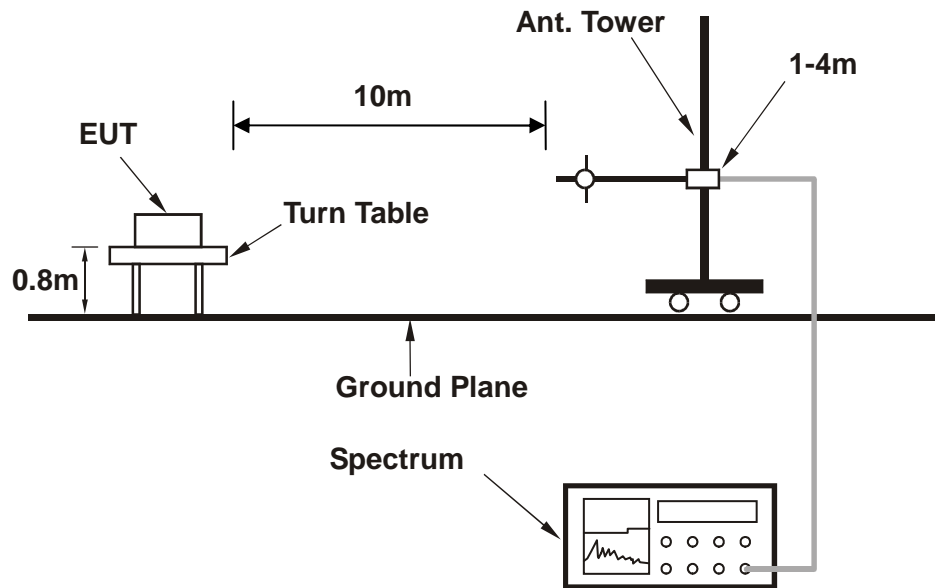 Ant. Tower
1-4m
10m
EUT
Turn Table
0.8m
Ground Plane
Spectrum